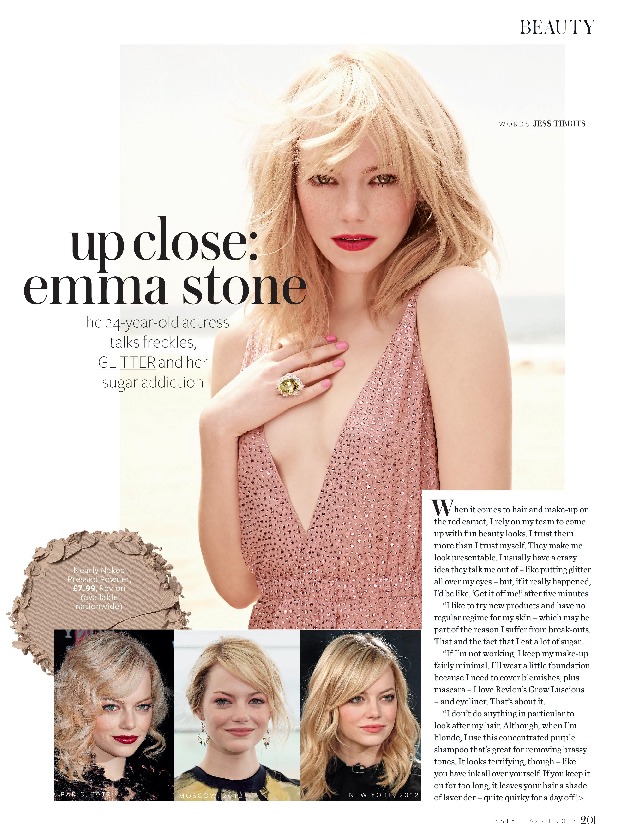 BEAUTY
WORDS JESS TIBBITS
up close:
emma stone
he 24-year-old actress
talks freckles,
GLITTER and her
sugar addiction
Nearly Naked
Pressed Powder,
£7.99, Revlon
(available
nationwide)
When it comes to hair and make-up on
the red carpet, I rely on my team to come
up with fun beauty looks, I trust them
more than I trust myself. They make me
look presentable, I usually have a crazy
idea they talk me out of – like putting glitter
all over my eyes – but, if it really happened,
I'd be like, "Get it off me!" after five minutes.
"I like to try new products and have no
regular regime for my skin – which may be
part of the reason I suffer from break-outs.
That and the fact that I eat a lot of sugar.
"If I'm not working, I keep my make-up
fairly minimal, I'll wear a little foundation
because I need to cover blemishes, plus
mascara – I love Revlon's Grow Luscious
– and eyeliner. That's about it.
"I don't do anything in particular to
look after my hair. Although, when I'm
blonde, I use this concentrated purple
shampoo that's great for removing brassy
tones. It looks terrifying, though – like
you have ink all over yourself. If you keep it
on for too long, it leaves your hair a shade
of lavender – quite quirky for a day off! >
PARIS, 2012
MOSCOW, 2012
NEW YORK, 2012
201